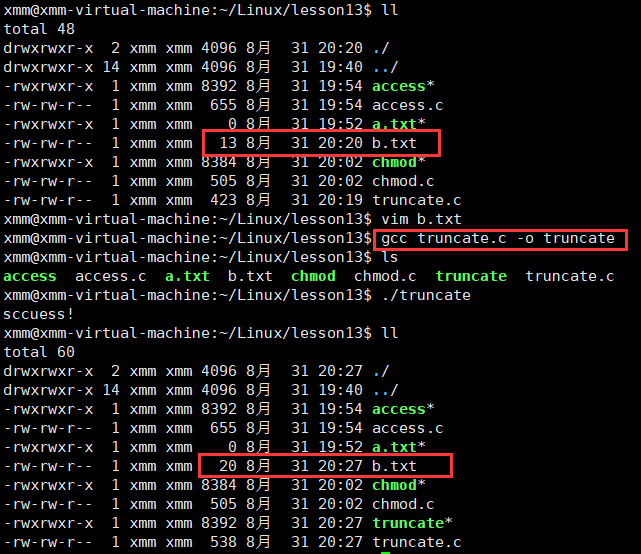 xmm@xmm-virtual-machine:~/Linux/lesson13$ ll
total 48
drwxrwxr-x  2 xmm xmm 4096 8月  31 20:20 ./
drwxrwxr-x 14 xmm xmm 4096 8月  31 19:40 ../
-rwxrwxr-x  1 xmm xmm 8392 8月  31 19:54 access*
-rw-rw-r--  1 xmm xmm  655 8月  31 19:54 access.c
-rwxrwxr-x  1 xmm xmm    0 8月  31 19:52 a.txt*
-rw-rw-r--  1 xmm xmm   13 8月  31 20:20 b.txt
-rwxrwxr-x  1 xmm xmm 8384 8月  31 20:02 chmod*
-rw-rw-r--  1 xmm xmm  505 8月  31 20:02 chmod.c
-rw-rw-r--  1 xmm xmm  423 8月  31 20:19 truncate.c
xmm@xmm-virtual-machine:~/Linux/lesson13$ vim b.txt
xmm@xmm-virtual-machine:~/Linux/lesson13$ gcc truncate.c -o truncate
xmm@xmm-virtual-machine:~/Linux/lesson13$ ls
access  access.c  a.txt  b.txt  chmod  chmod.c  truncate  truncate.c
xmm@xmm-virtual-machine:~/Linux/lesson13$ ./truncate
sccuess!
xmm@xmm-virtual-machine:~/Linux/lesson13$ ll
total 60
drwxrwxr-x  2 xmm xmm 4096 8月  31 20:27 ./
drwxrwxr-x 14 xmm xmm 4096 8月  31 19:40 ../
-rwxrwxr-x  1 xmm xmm 8392 8月  31 19:54 access*
-rw-rw-r--  1 xmm xmm  655 8月  31 19:54 access.c
-rwxrwxr-x  1 xmm xmm    0 8月  31 19:52 a.txt*
-rw-rw-r--  1 xmm xmm   20 8月  31 20:27 b.txt
-rwxrwxr-x  1 xmm xmm 8384 8月  31 20:02 chmod*
-rw-rw-r--  1 xmm xmm  505 8月  31 20:02 chmod.c
-rwxrwxr-x  1 xmm xmm 8392 8月  31 20:27 truncate*
-rw-rw-r--  1 xmm xmm  538 8月  31 20:27 truncate.c